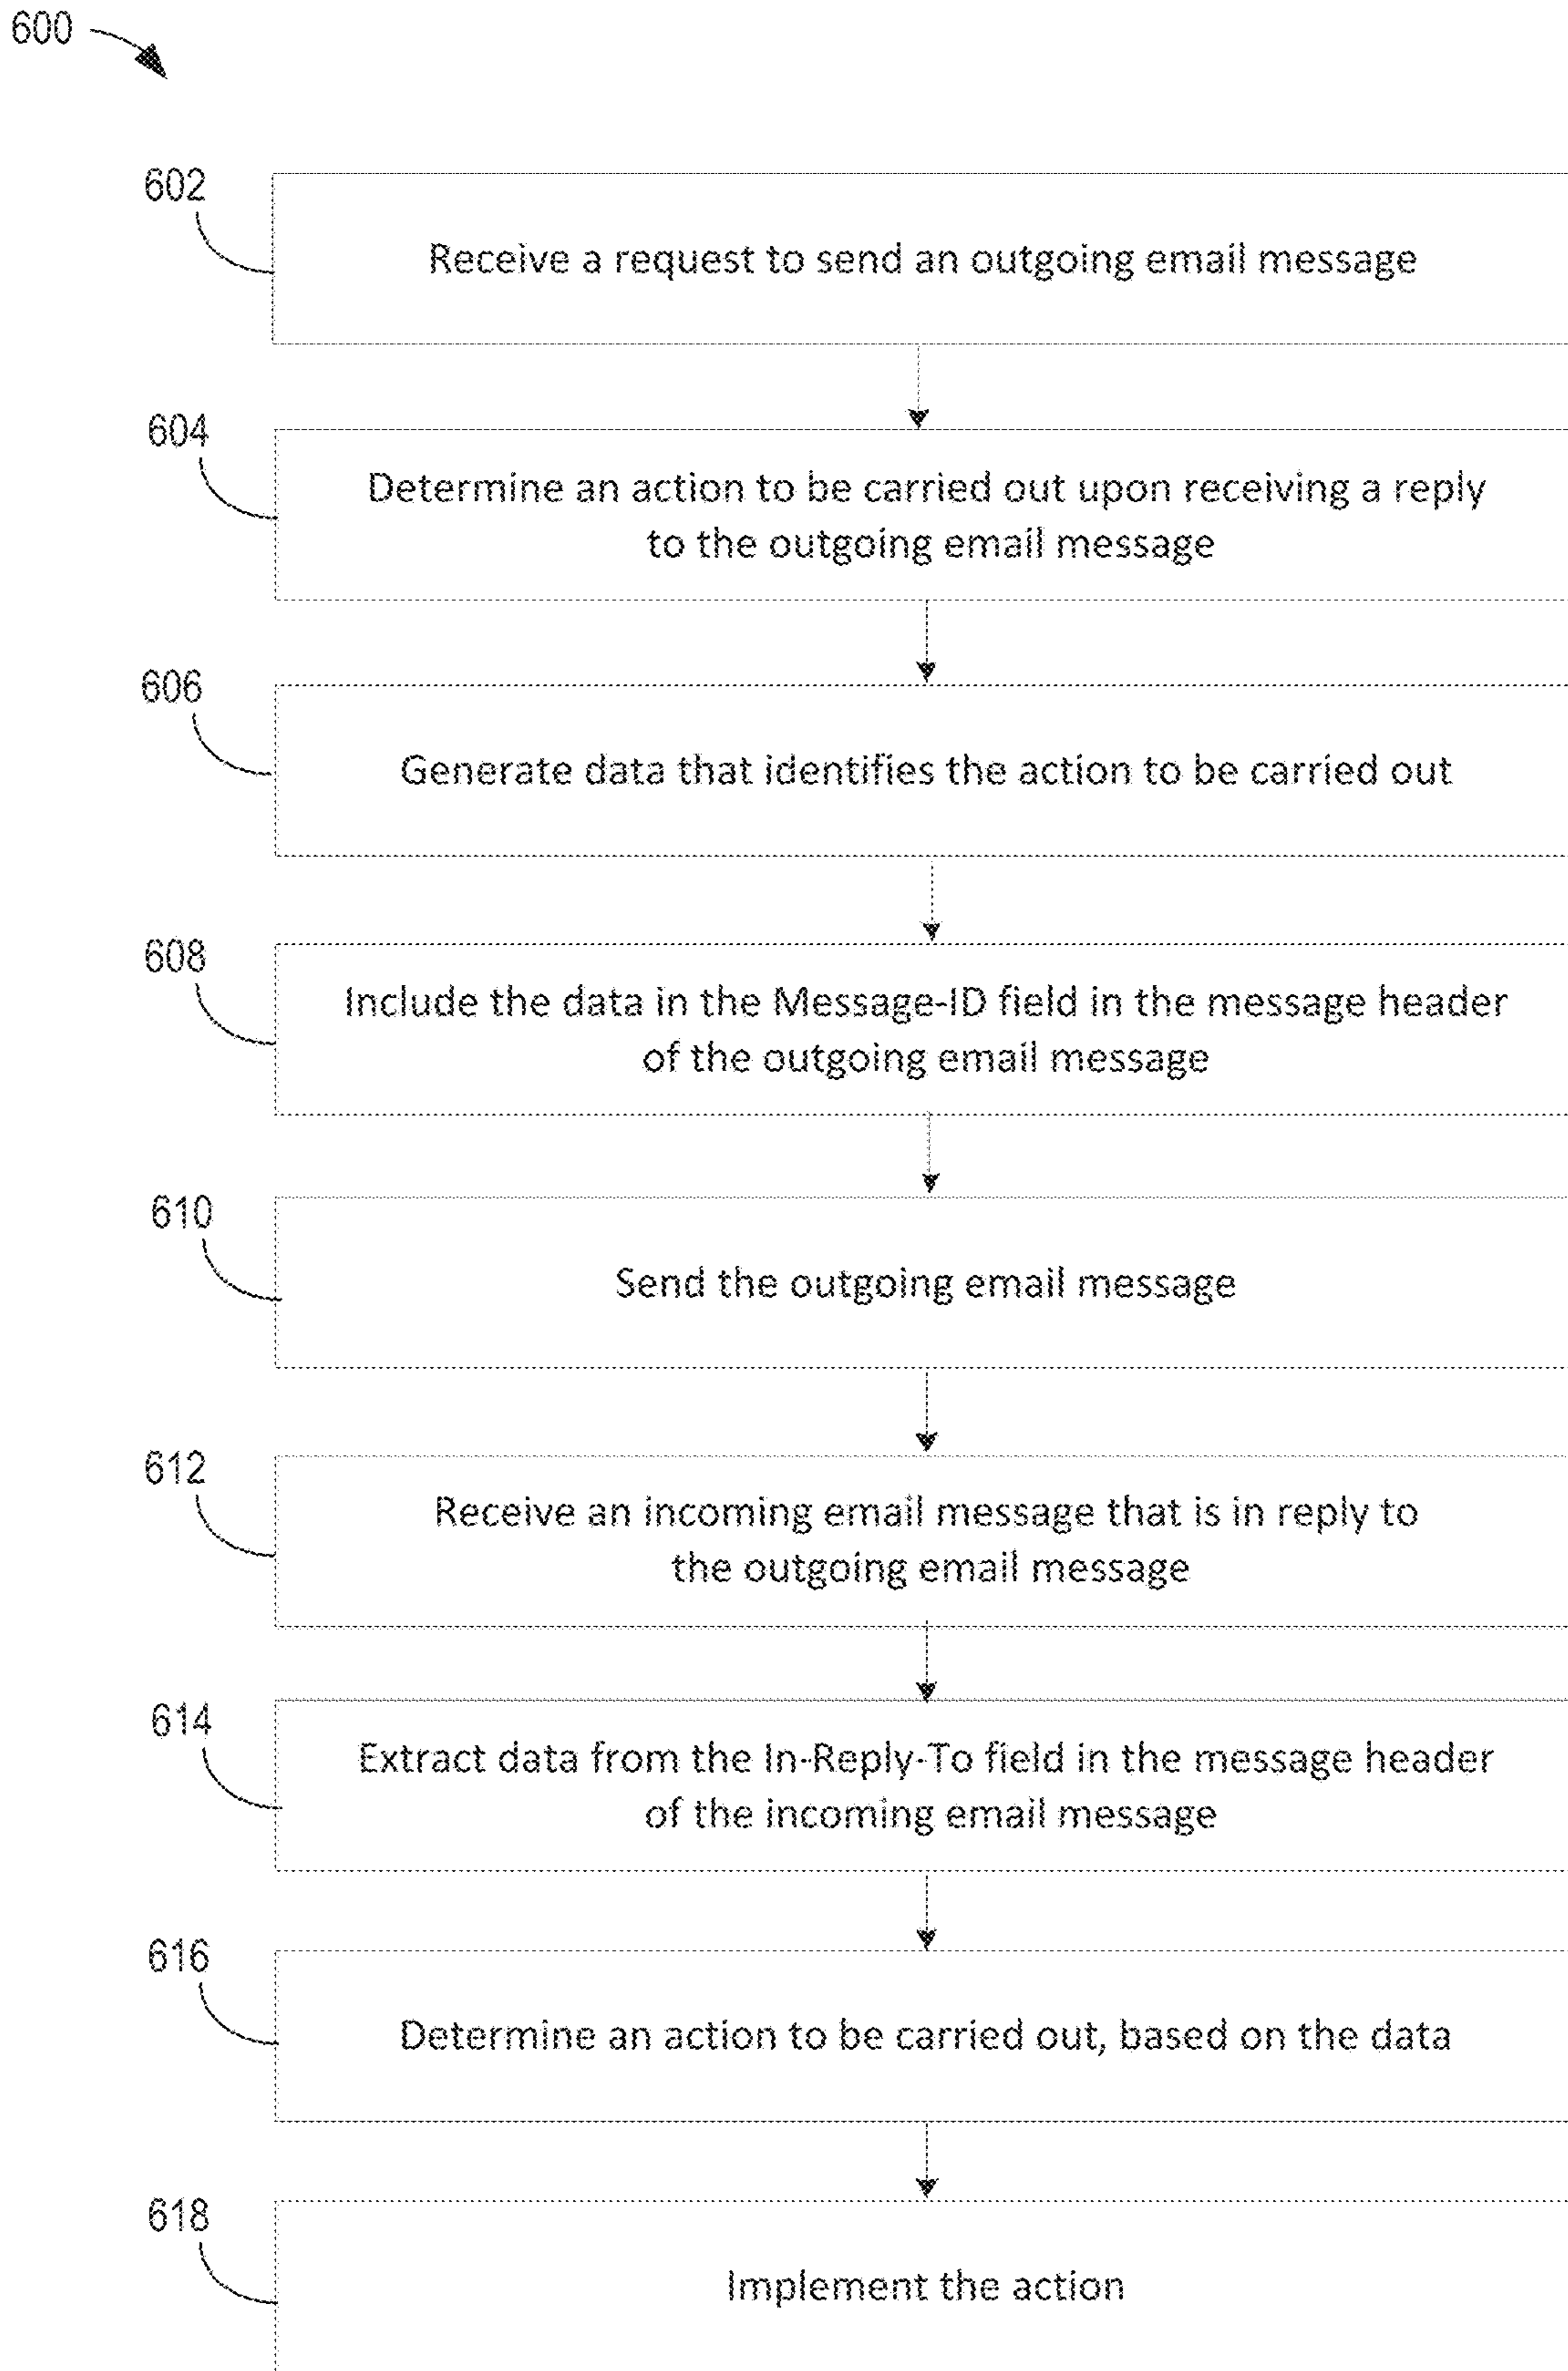 600
602
Receive a request to send an outgoing email message
604
Determine an action to be carried out upon receiving a reply
to the outgoing email message
606
Generate data that identifies the action to be carried out
608
Include the data in the Message-ID field in the message header
of the outgoing email message
610
Send the outgoing email message
612
Receive an incoming email message that is in reply to
the outgoing email message
614
Extract data from the In-Reply-To field in the message header
of the incoming email message
616
Determine an action to be carried out, based on the data
618
Implement the action